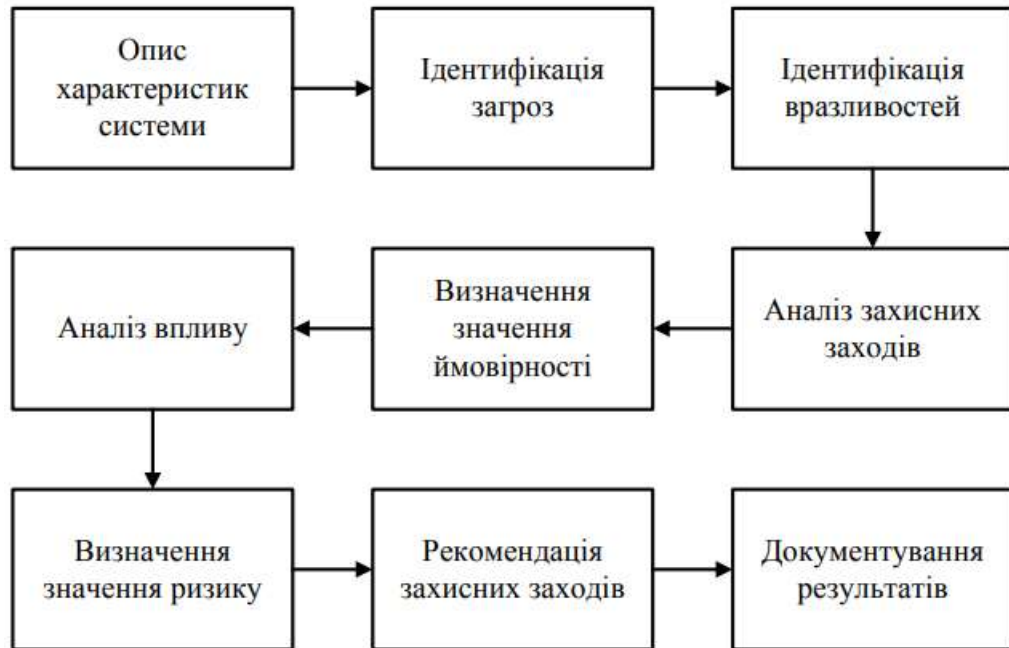 Опис
характеристик
системи
Ідентифікація
загроз
Ідентифікація
вразливостей
Аналіз захисних
заходів
Визначення
значення
ймовірності
Аналіз впливу
Визначення
значення ризику
Рекомендація
захисних заходів
Документування
результатів